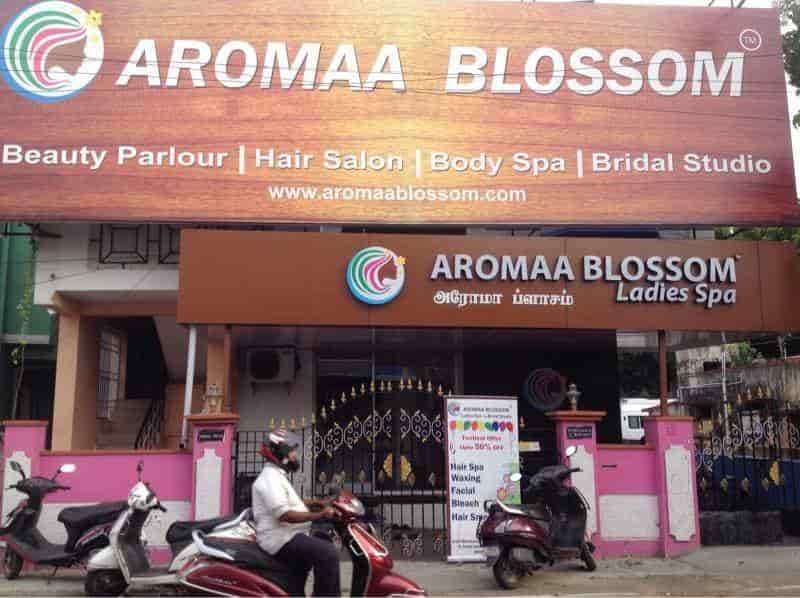 AROMAA BLOSSOM TM
Beauty Parlour | Hair Salon | Body Spa | Bridal Studio
www.aromaablossom.com
AROMAA BLOSSOM
Ladies Spa
அரோமா ப்ளாசம்
AROMAA BLOSSOM
Festival Offer
Upto 50% OFF
Hair Spa
Waxing
Facial
Bleach
Hair